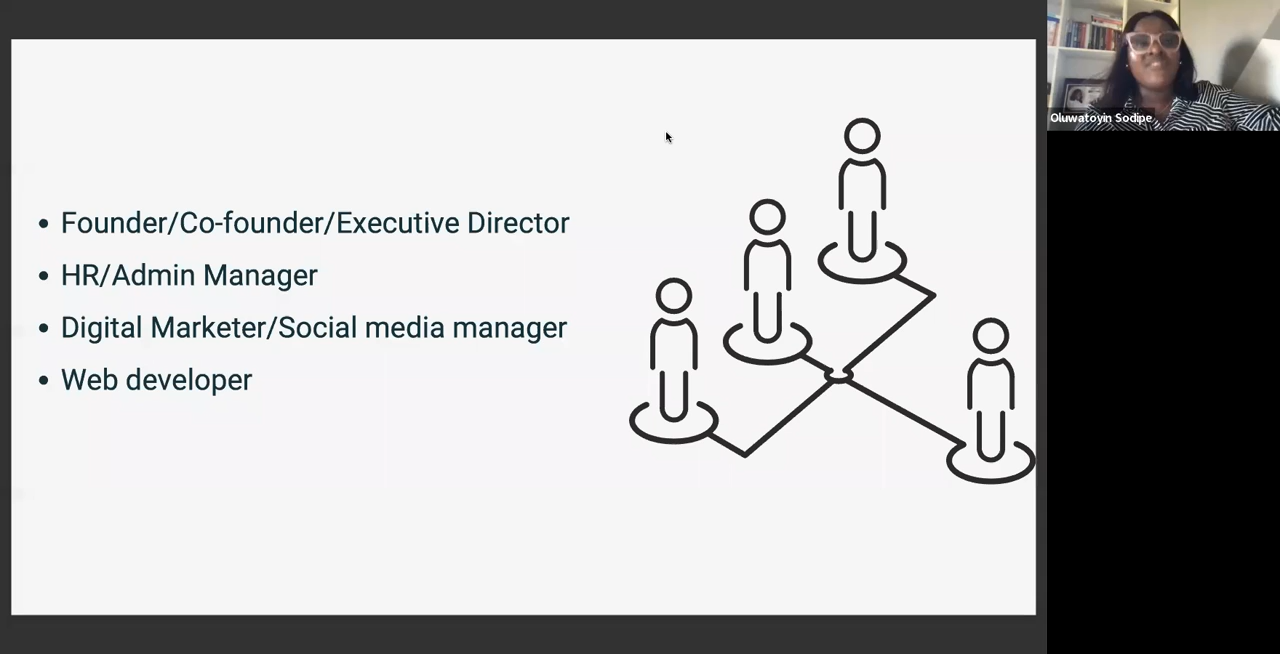 Founder/Co-founder/Executive Director
HR/Admin Manager
Digital Marketer/Social media manager
Web developer
Oluwatoyin Sodipe